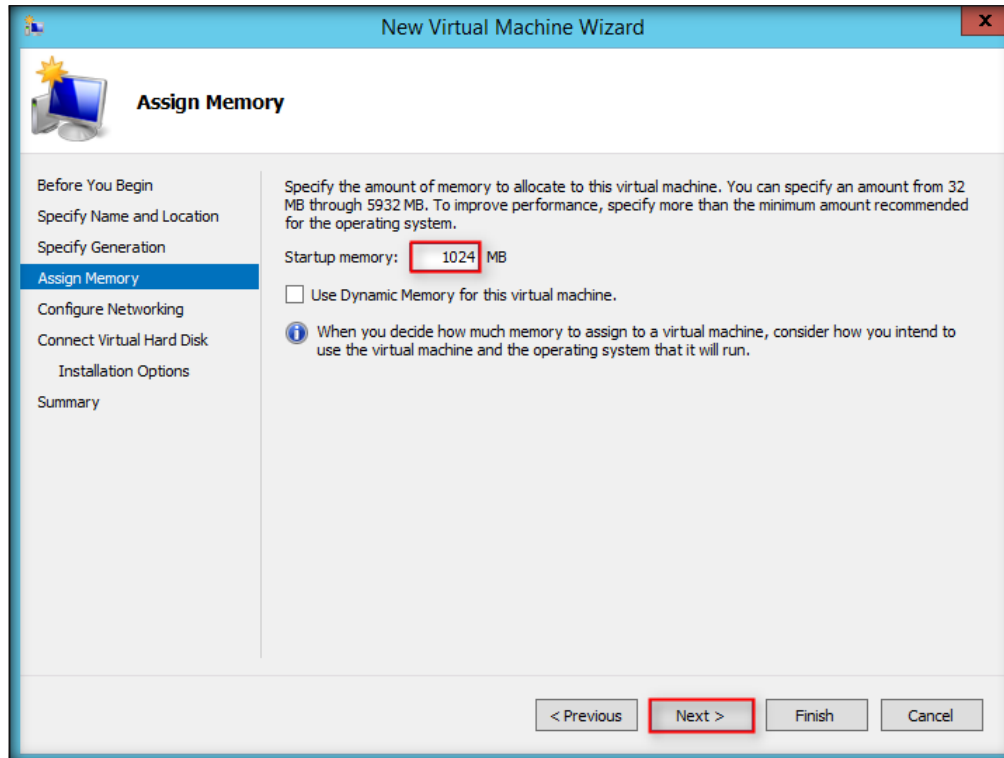 New Virtual Machine Wizard
x
Assign Memory
Before You Begin
Specify Name and Location
Specify Generation
Assign Memory
Configure Networking
Connect Virtual Hard Disk
Installation Options
Summary
Specify the amount of memory to allocate to this virtual machine. You can specify an amount from 32
MB through 5932 MB. To improve performance, specify more than the minimum amount recommended
for the operating system.
Startup memory: 1024 MB
Use Dynamic Memory for this virtual machine.
When you decide how much memory to assign to a virtual machine, consider how you intend to
use the virtual machine and the operating system that it will run.
< Previous Next > Finish Cancel